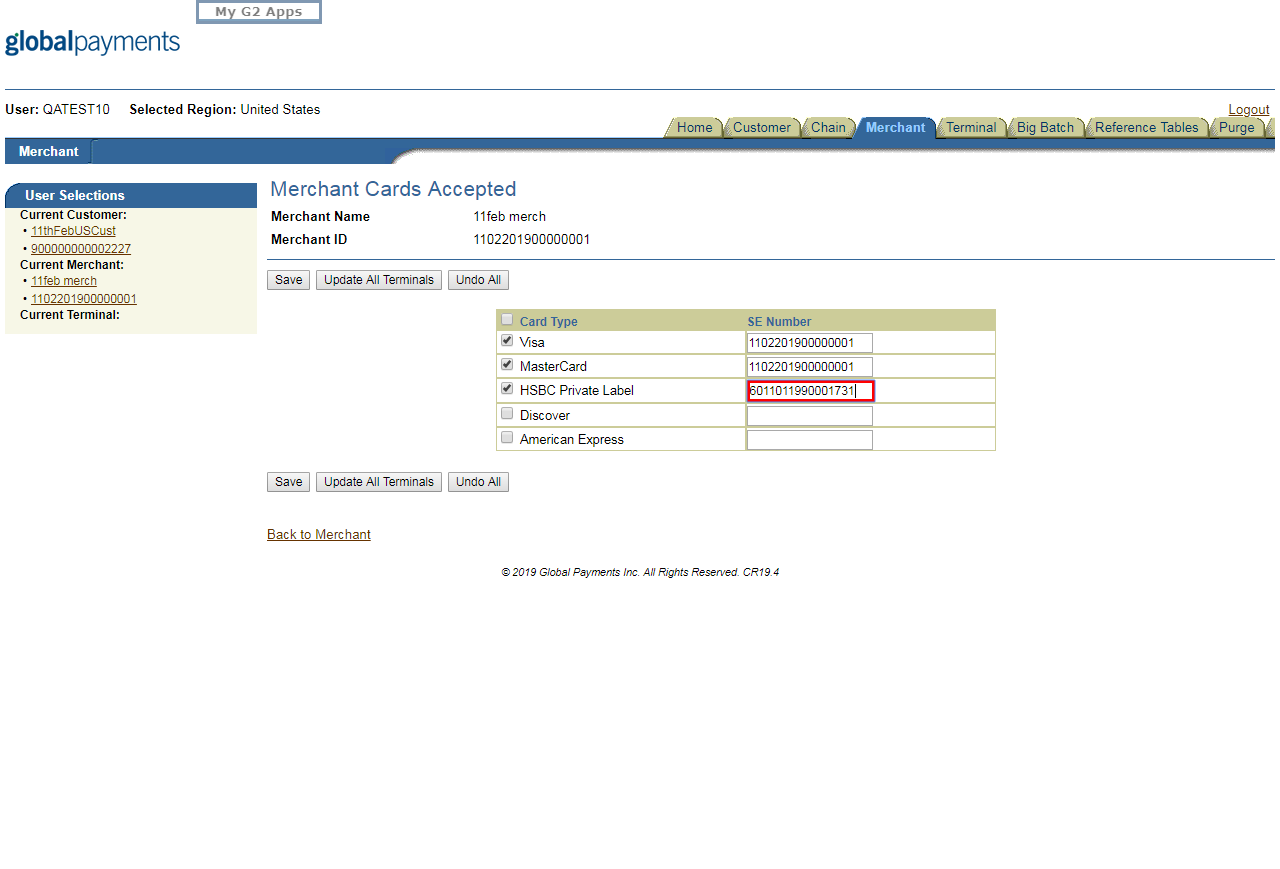 My G2 Apps
globalpayments
User: QATEST10 Selected Region: United States
Logout
Home Customer Chain Merchant Terminal Big Batch Reference Tables Purge
Merchant
User Selections
Current Customer:
• 11thFebUSCust
• 900000000002227
Current Merchant:
• 11feb merch
• 1102201900000001
Current Terminal:
Merchant Cards Accepted
Merchant Name 11feb merch
Merchant ID 1102201900000001
Save Update All Terminals Undo All
Card Type SE Number
Visa 1102201900000001
MasterCard 1102201900000001
HSBC Private Label 6011011990001731
Discover
American Express
Save Update All Terminals Undo All
Back to Merchant
© 2019 Global Payments Inc. All Rights Reserved. CR19.4